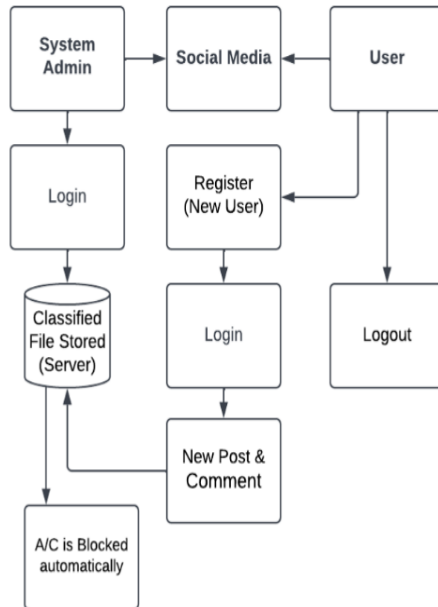 System
Admin
Social Media
User
Login
Register
(New User)
Classified
File Stored
(Server)
Login
Logout
New Post &
Comment
A/C is Blocked
automatically